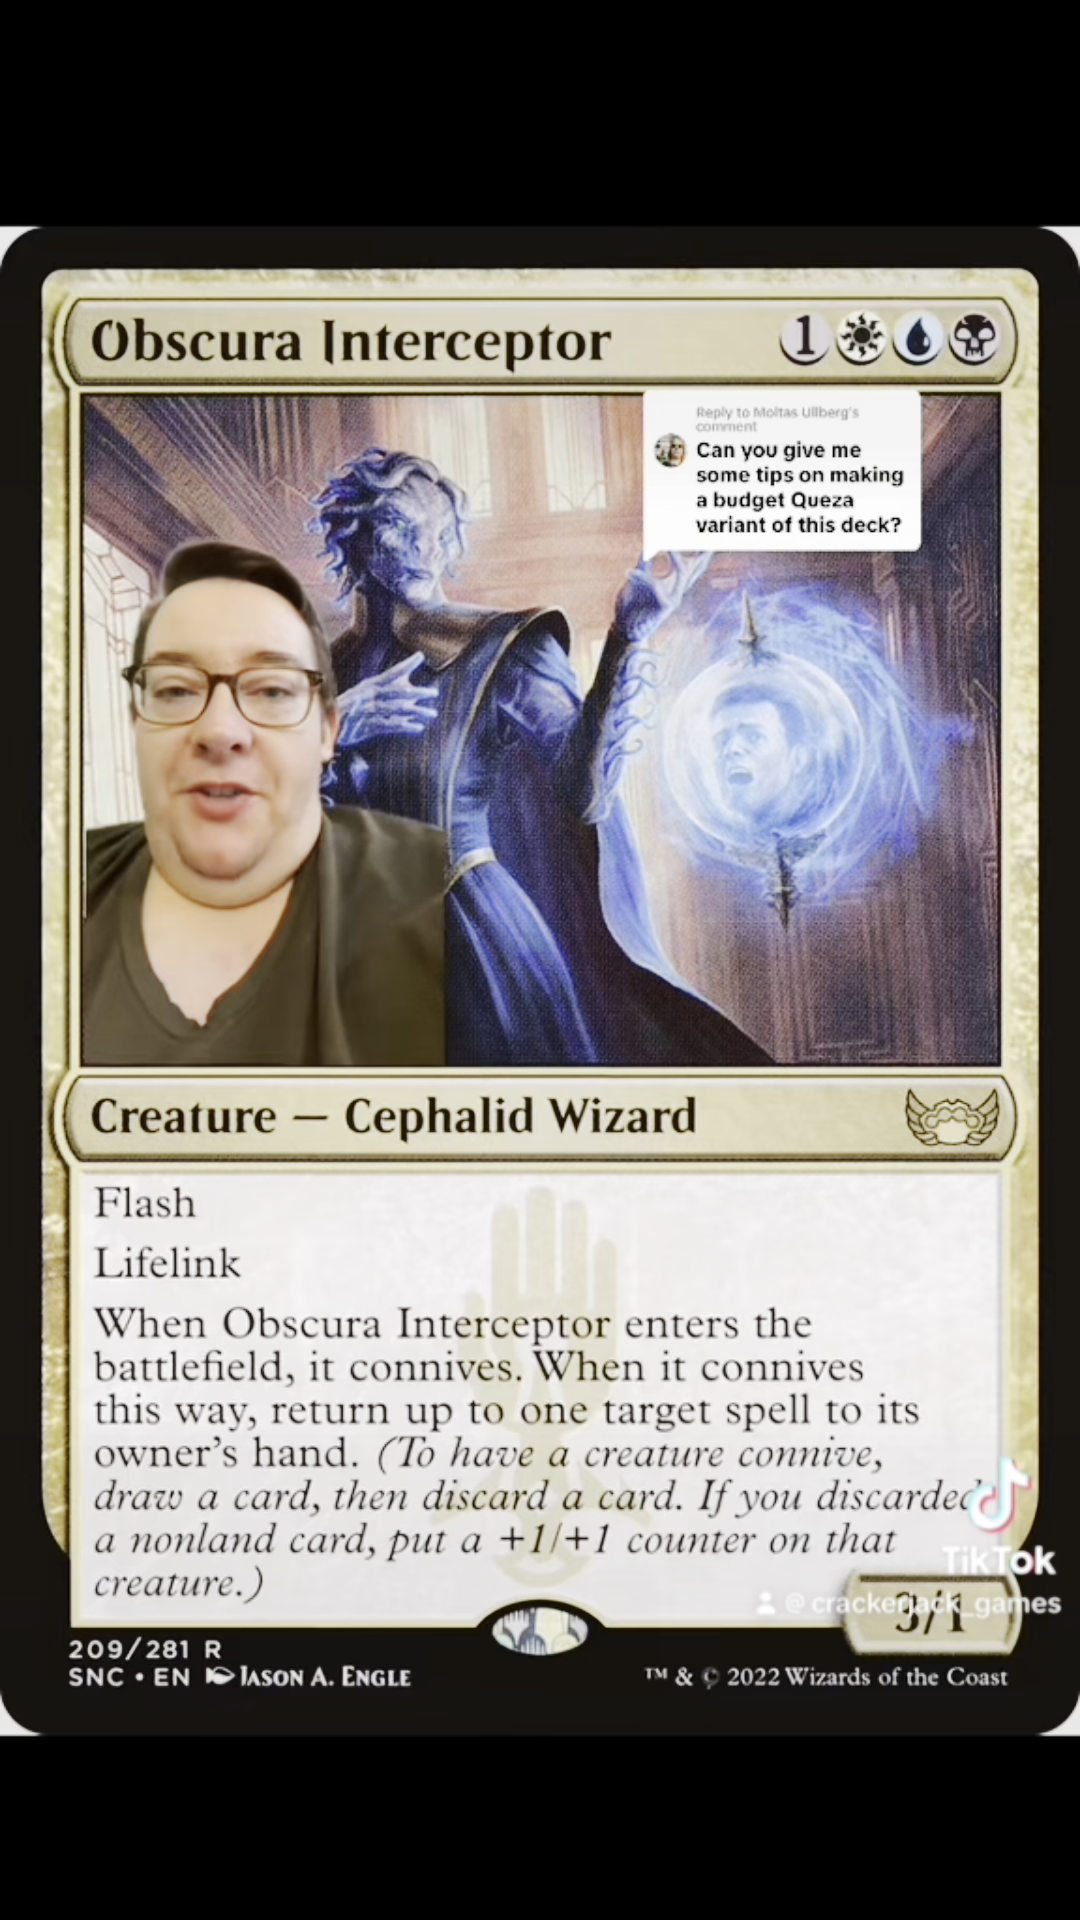 Obscura Interceptor 1
Reply to Moltas Ullberg's
comment
Can you give me
some tips on making
a budget Queza
variant of this deck?
Creature — Cephalid Wizard
Flash
Lifelink
When Obscura Interceptor enters the
battlefield, it connives. When it connives
this way, return up to one target spell to its
owner's hand. (To have a creature connive,
draw a card, then discard a card. If you discarded
a nonland card, put a +1/+1 counter on that
creature.)
TikTok
@ crackerjack_games
3/1
209/281 R
SNC • EN Jason A. Engle
™ & © 2022 Wizards of the Coast